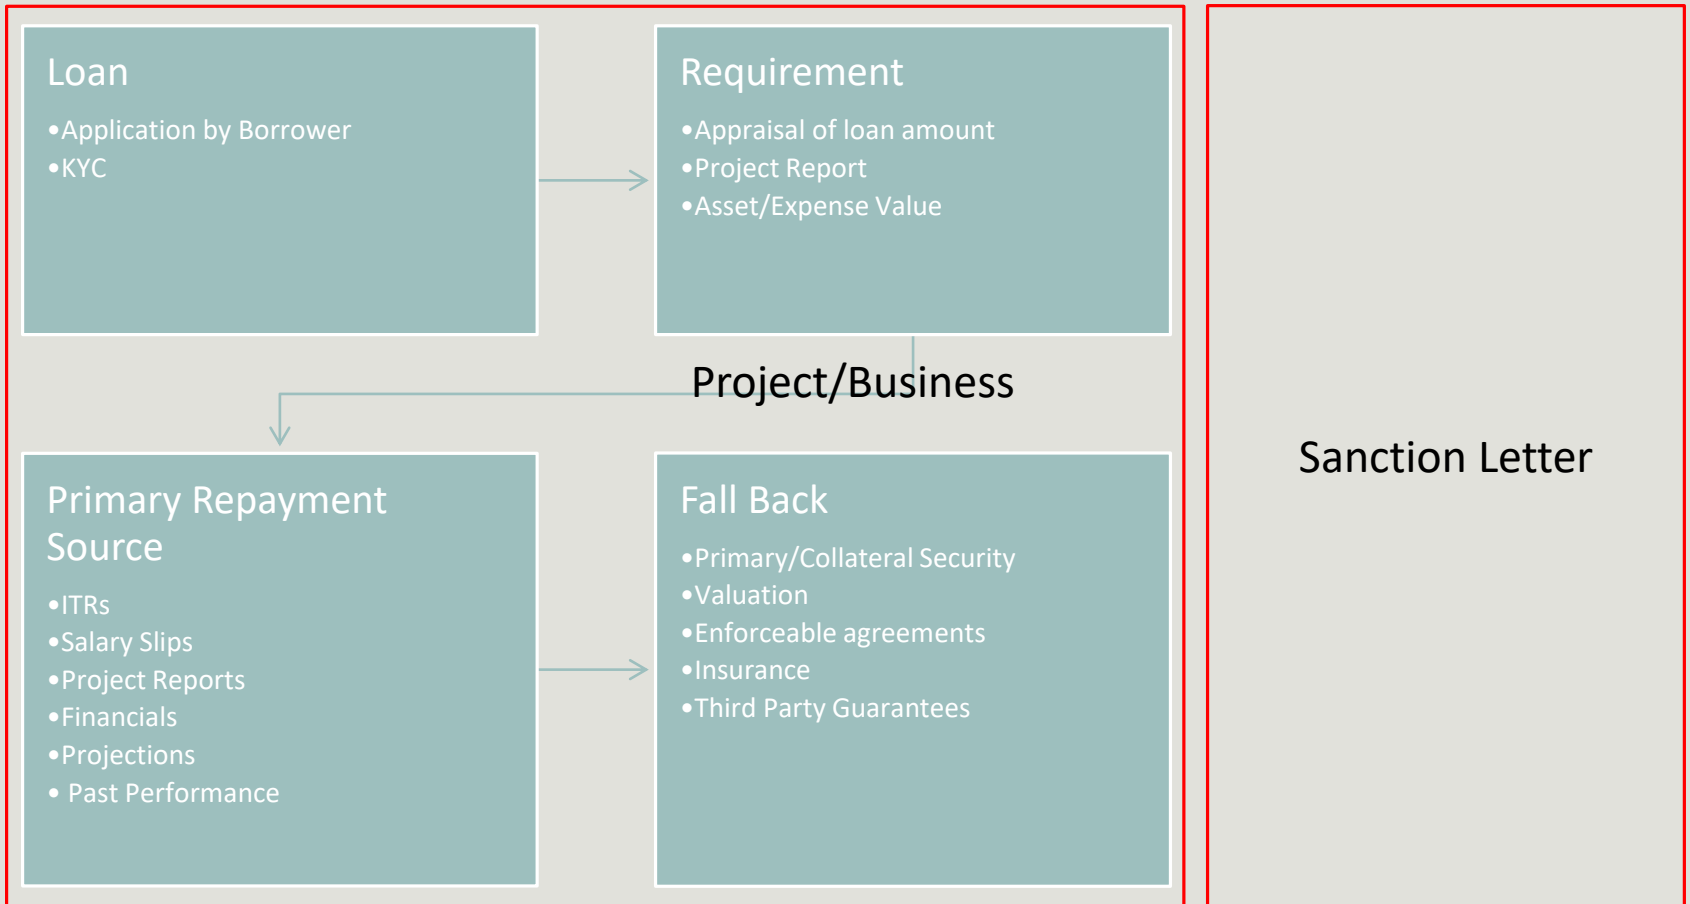 Loan
•Application by Borrower
•KYC
Requirement
•Appraisal of loan amount
•Project Report
•Asset/Expense Value
Project/Business
Primary Repayment
Source
•ITRs
•Salary Slips
•Project Reports
•Financials
•Projections
• Past Performance
Fall Back
•Primary/Collateral Security
•Valuation
•Enforceable agreements
•Insurance
•Third Party Guarantees
Sanction Letter